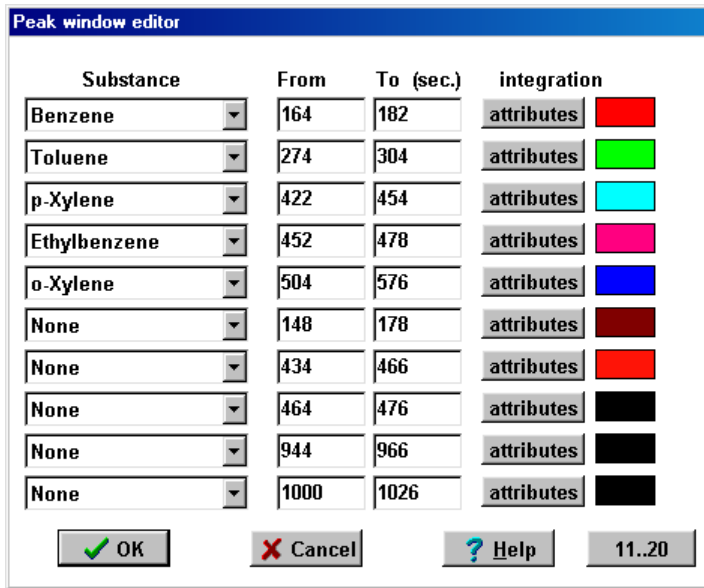 Peak window editor
Substance From To (sec.) integration
Benzene 164 182 attributes
Toluene 274 304 attributes
p-Xylene 422 454 attributes
Ethylbenzene 452 478 attributes
o-Xylene 504 576 attributes
None 148 178 attributes
None 434 466 attributes
None 464 476 attributes
None 944 966 attributes
None 1000 1026 attributes
OK Cancel Help 11..20